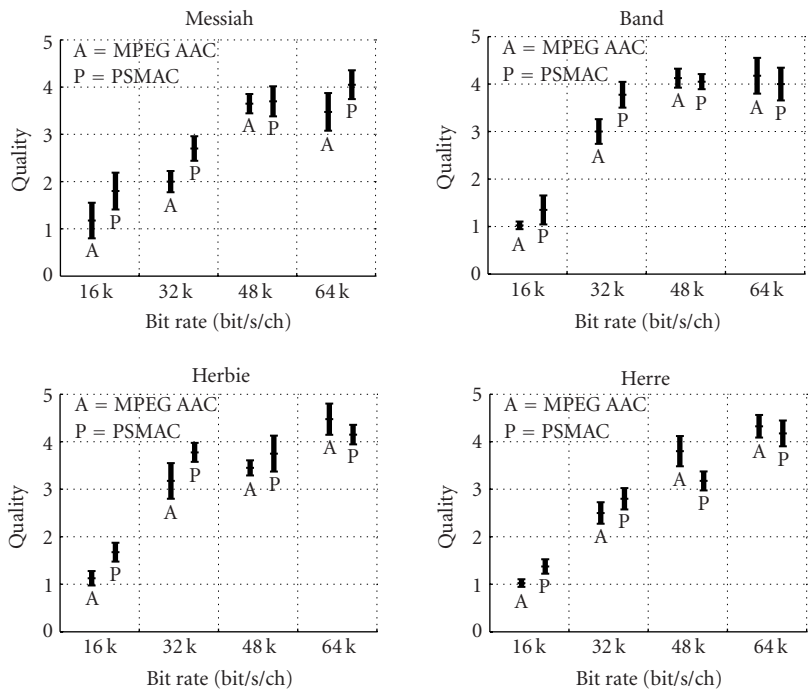 Messiah
5
A = MPEG AAC
P = PSMAC
4
3
2
1
0
Quality
A
P
A
P
A
P
A
P
16 k
32 k
48 k
64 k
Bit rate (bit/s/ch)
Band
5
A = MPEG AAC
P = PSMAC
4
3
2
1
0
Quality
A
P
A
P
A
P
A
P
16 k
32 k
48 k
64 k
Bit rate (bit/s/ch)
Herbie
5
A = MPEG AAC
P = PSMAC
4
3
2
1
0
Quality
A
P
A
P
A
P
A
P
16 k
32 k
48 k
64 k
Bit rate (bit/s/ch)
Herre
5
A = MPEG AAC
P = PSMAC
4
3
2
1
0
Quality
A
P
A
P
A
P
A
P
16 k
32 k
48 k
64 k
Bit rate (bit/s/ch)